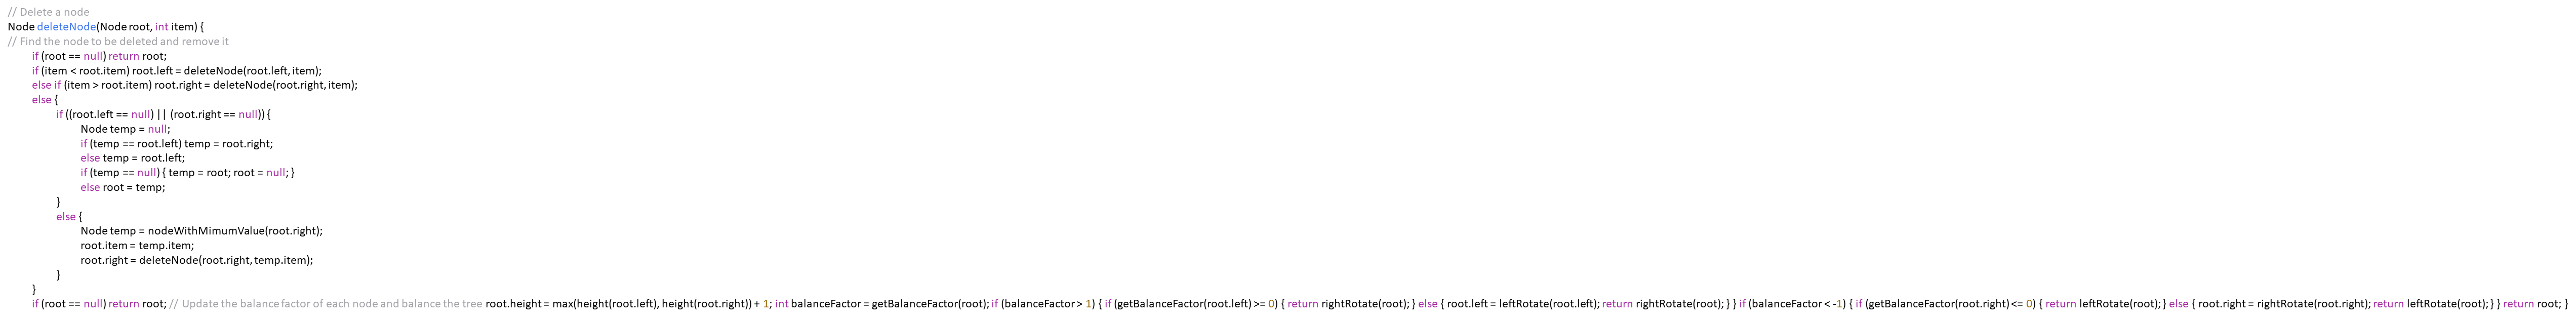 // Delete a node
Node deleteNode(Node root, int item) {
// Find the node to be deleted and remove it
if (root == null) return root;
if (item < root.item) root.left = deleteNode(root.left, item);
else if (item > root.item) root.right = deleteNode(root.right, item);
else {
if ((root.left == null) || (root.right == null)) {
Node temp = null;
if (temp == root.left) temp = root.right;
else temp = root.left;
if (temp == null) { temp = root; root = null; }
else root = temp;
}
else {
Node temp = nodeWithMimumValue(root.right);
root.item = temp.item;
root.right = deleteNode(root.right, temp.item);
}
}
if (root == null) return root; // Update the balance factor of each node and balance the tree root.height = max(height(root.left), height(root.right)) + 1; int balanceFactor = getBalanceFactor(root); if (balanceFactor > 1) { if (getBalanceFactor(root.left) >= 0) { return rightRotate(root); } else { root.left = leftRotate(root.left); return rightRotate(root); } } if (balanceFactor < -1) { if (getBalanceFactor(root.right) <= 0) { return leftRotate(root); } else { root.right = rightRotate(root.right); return leftRotate(root); } } return root; }